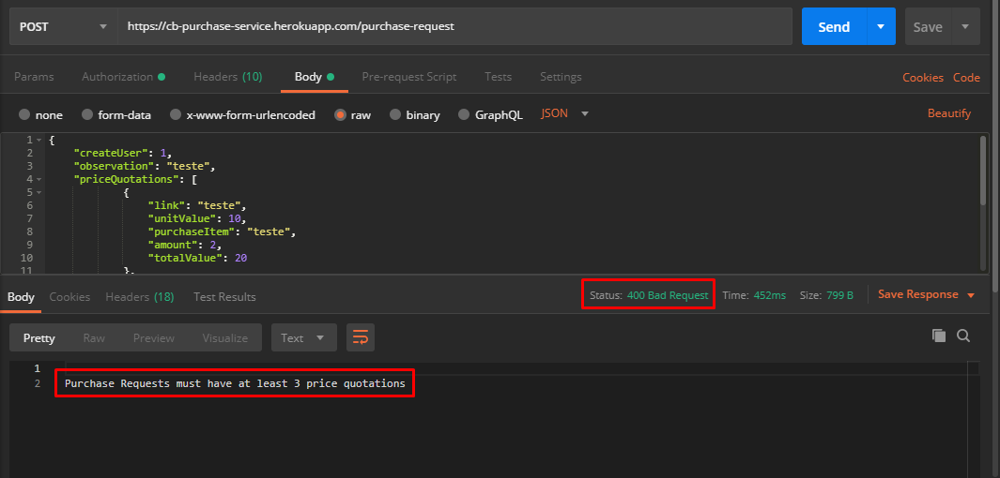 POST https://cb-purchase-service.herokuapp.com/purchase-request Send Save
Params Authorization Headers (10) Body Pre-request Script Tests Settings Cookies Code
none form-data x-www-form-urlencoded raw binary GraphQL JSON Beautify
1 {
2 "createUser": 1,
3 "observation": "teste",
4 "priceQuotations": [
5 {
6 "link": "teste",
7 "unitValue": 10,
8 "purchaseItem": "teste",
9 "amount": 2,
10 "totalValue": 20
11 },
Body Cookies Headers (18) Test Results Status: 400 Bad Request Time: 452ms Size: 799 B Save Response
Pretty Raw Preview Visualize Text
1
2 Purchase Requests must have at least 3 price quotations